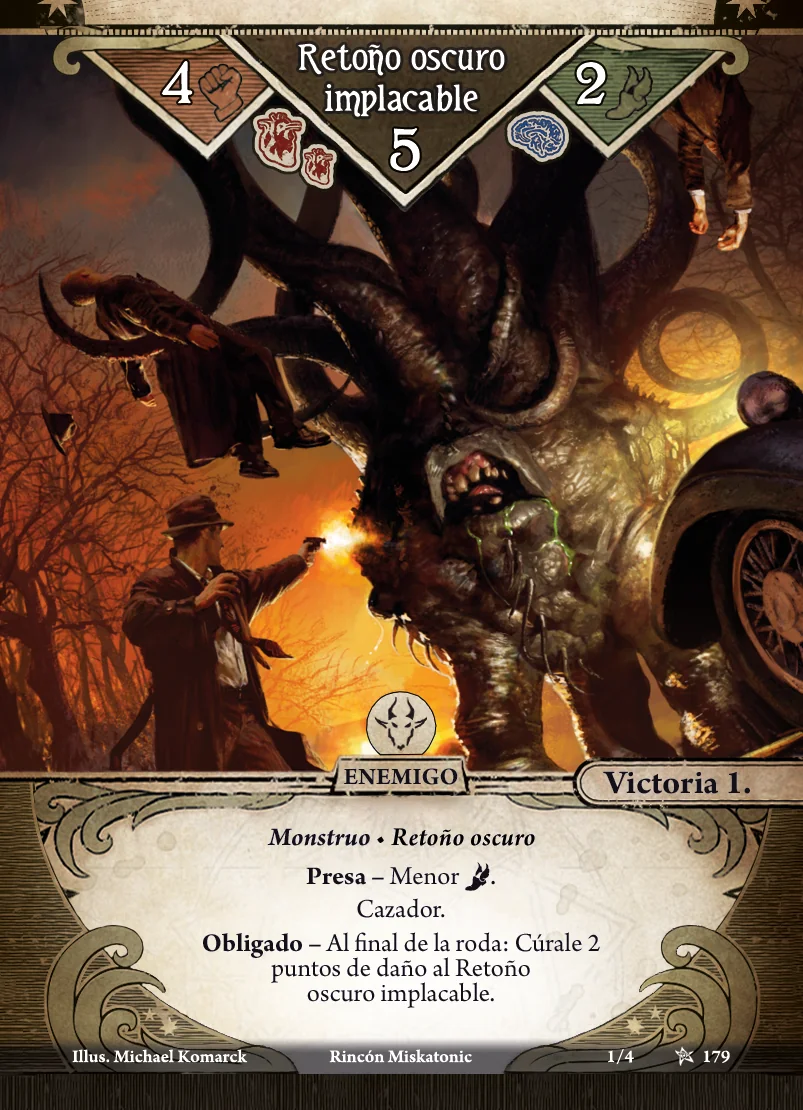 Retoño oscuro
implacable
4
5
2
ENEMIGO
Victoria 1.
Monstruo • Retoño oscuro
Presa – Menor .
Cazador.
Obligado – Al final de la roda: Cúrale 2
puntos de daño al Retoño
oscuro implacable.
Illus. Michael Komarck Rincón Miskatonic 1/4 179